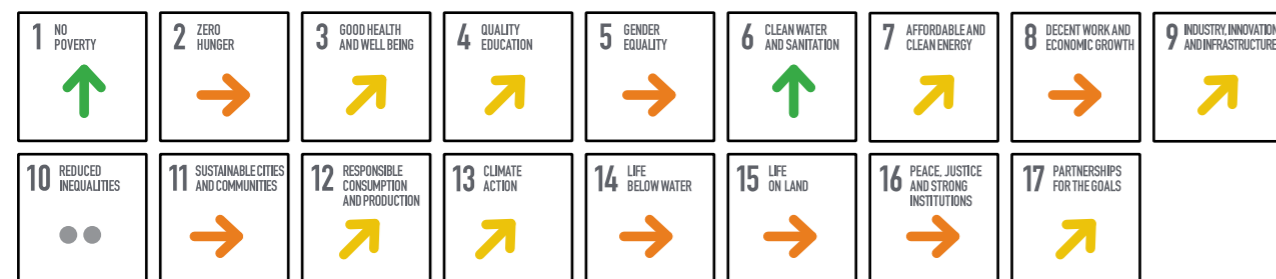 1 NO
POVERTY
2 ZERO
HUNGER
3 GOOD HEALTH
AND WELL BEING
4 QUALITY
EDUCATION
5 GENDER
EQUALITY
6 CLEAN WATER
AND SANITATION
7 AFFORDABLE AND
CLEAN ENERGY
8 DECENT WORK AND
ECONOMIC GROWTH
9 INDUSTRY, INNOVATION
AND INFRASTRUCTURE
10 REDUCED
INEQUALITIES
11 SUSTAINABLE CITIES
AND COMMUNITIES
12 RESPONSIBLE
CONSUMPTION
AND PRODUCTION
13 CLIMATE
ACTION
14 LIFE
BELOW WATER
15 LIFE
ON LAND
16 PEACE, JUSTICE
AND STRONG
INSTITUTIONS
17 PARTNERSHIPS
FOR THE GOALS